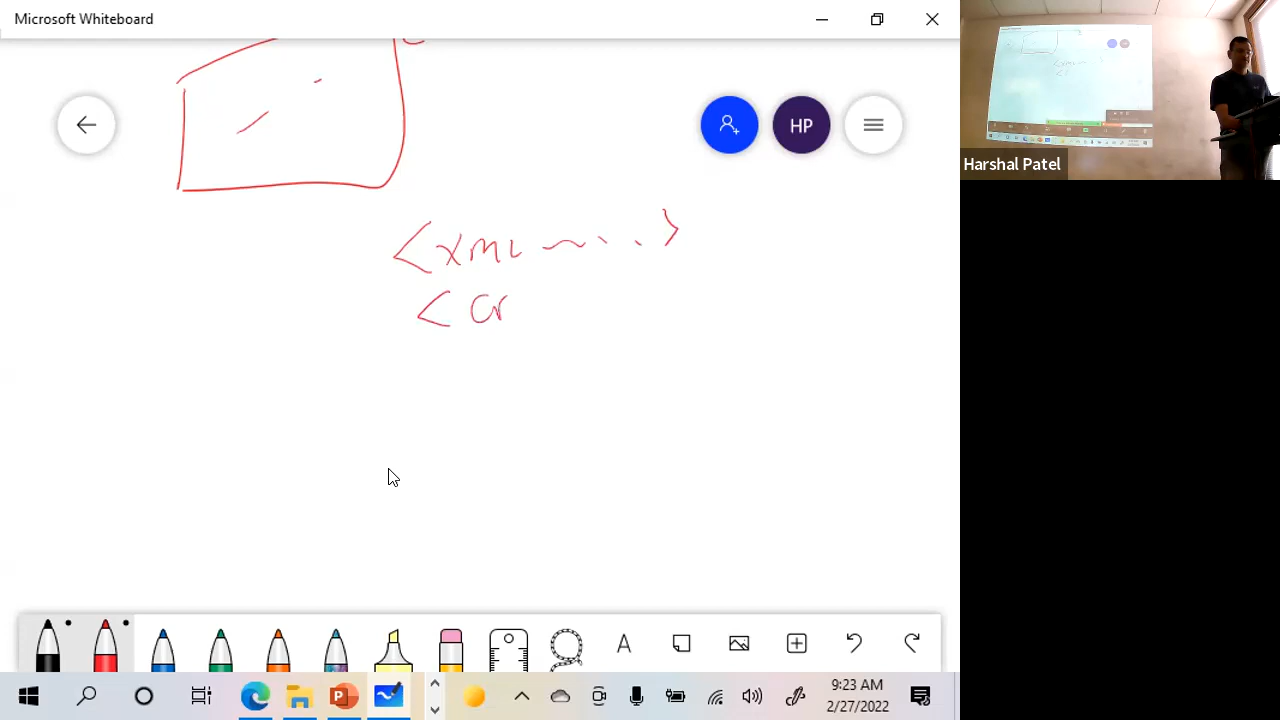 Microsoft Whiteboard
HP
Harshal Patel
<XML ~...>
<Cr
A
9:23 AM
2/27/2022